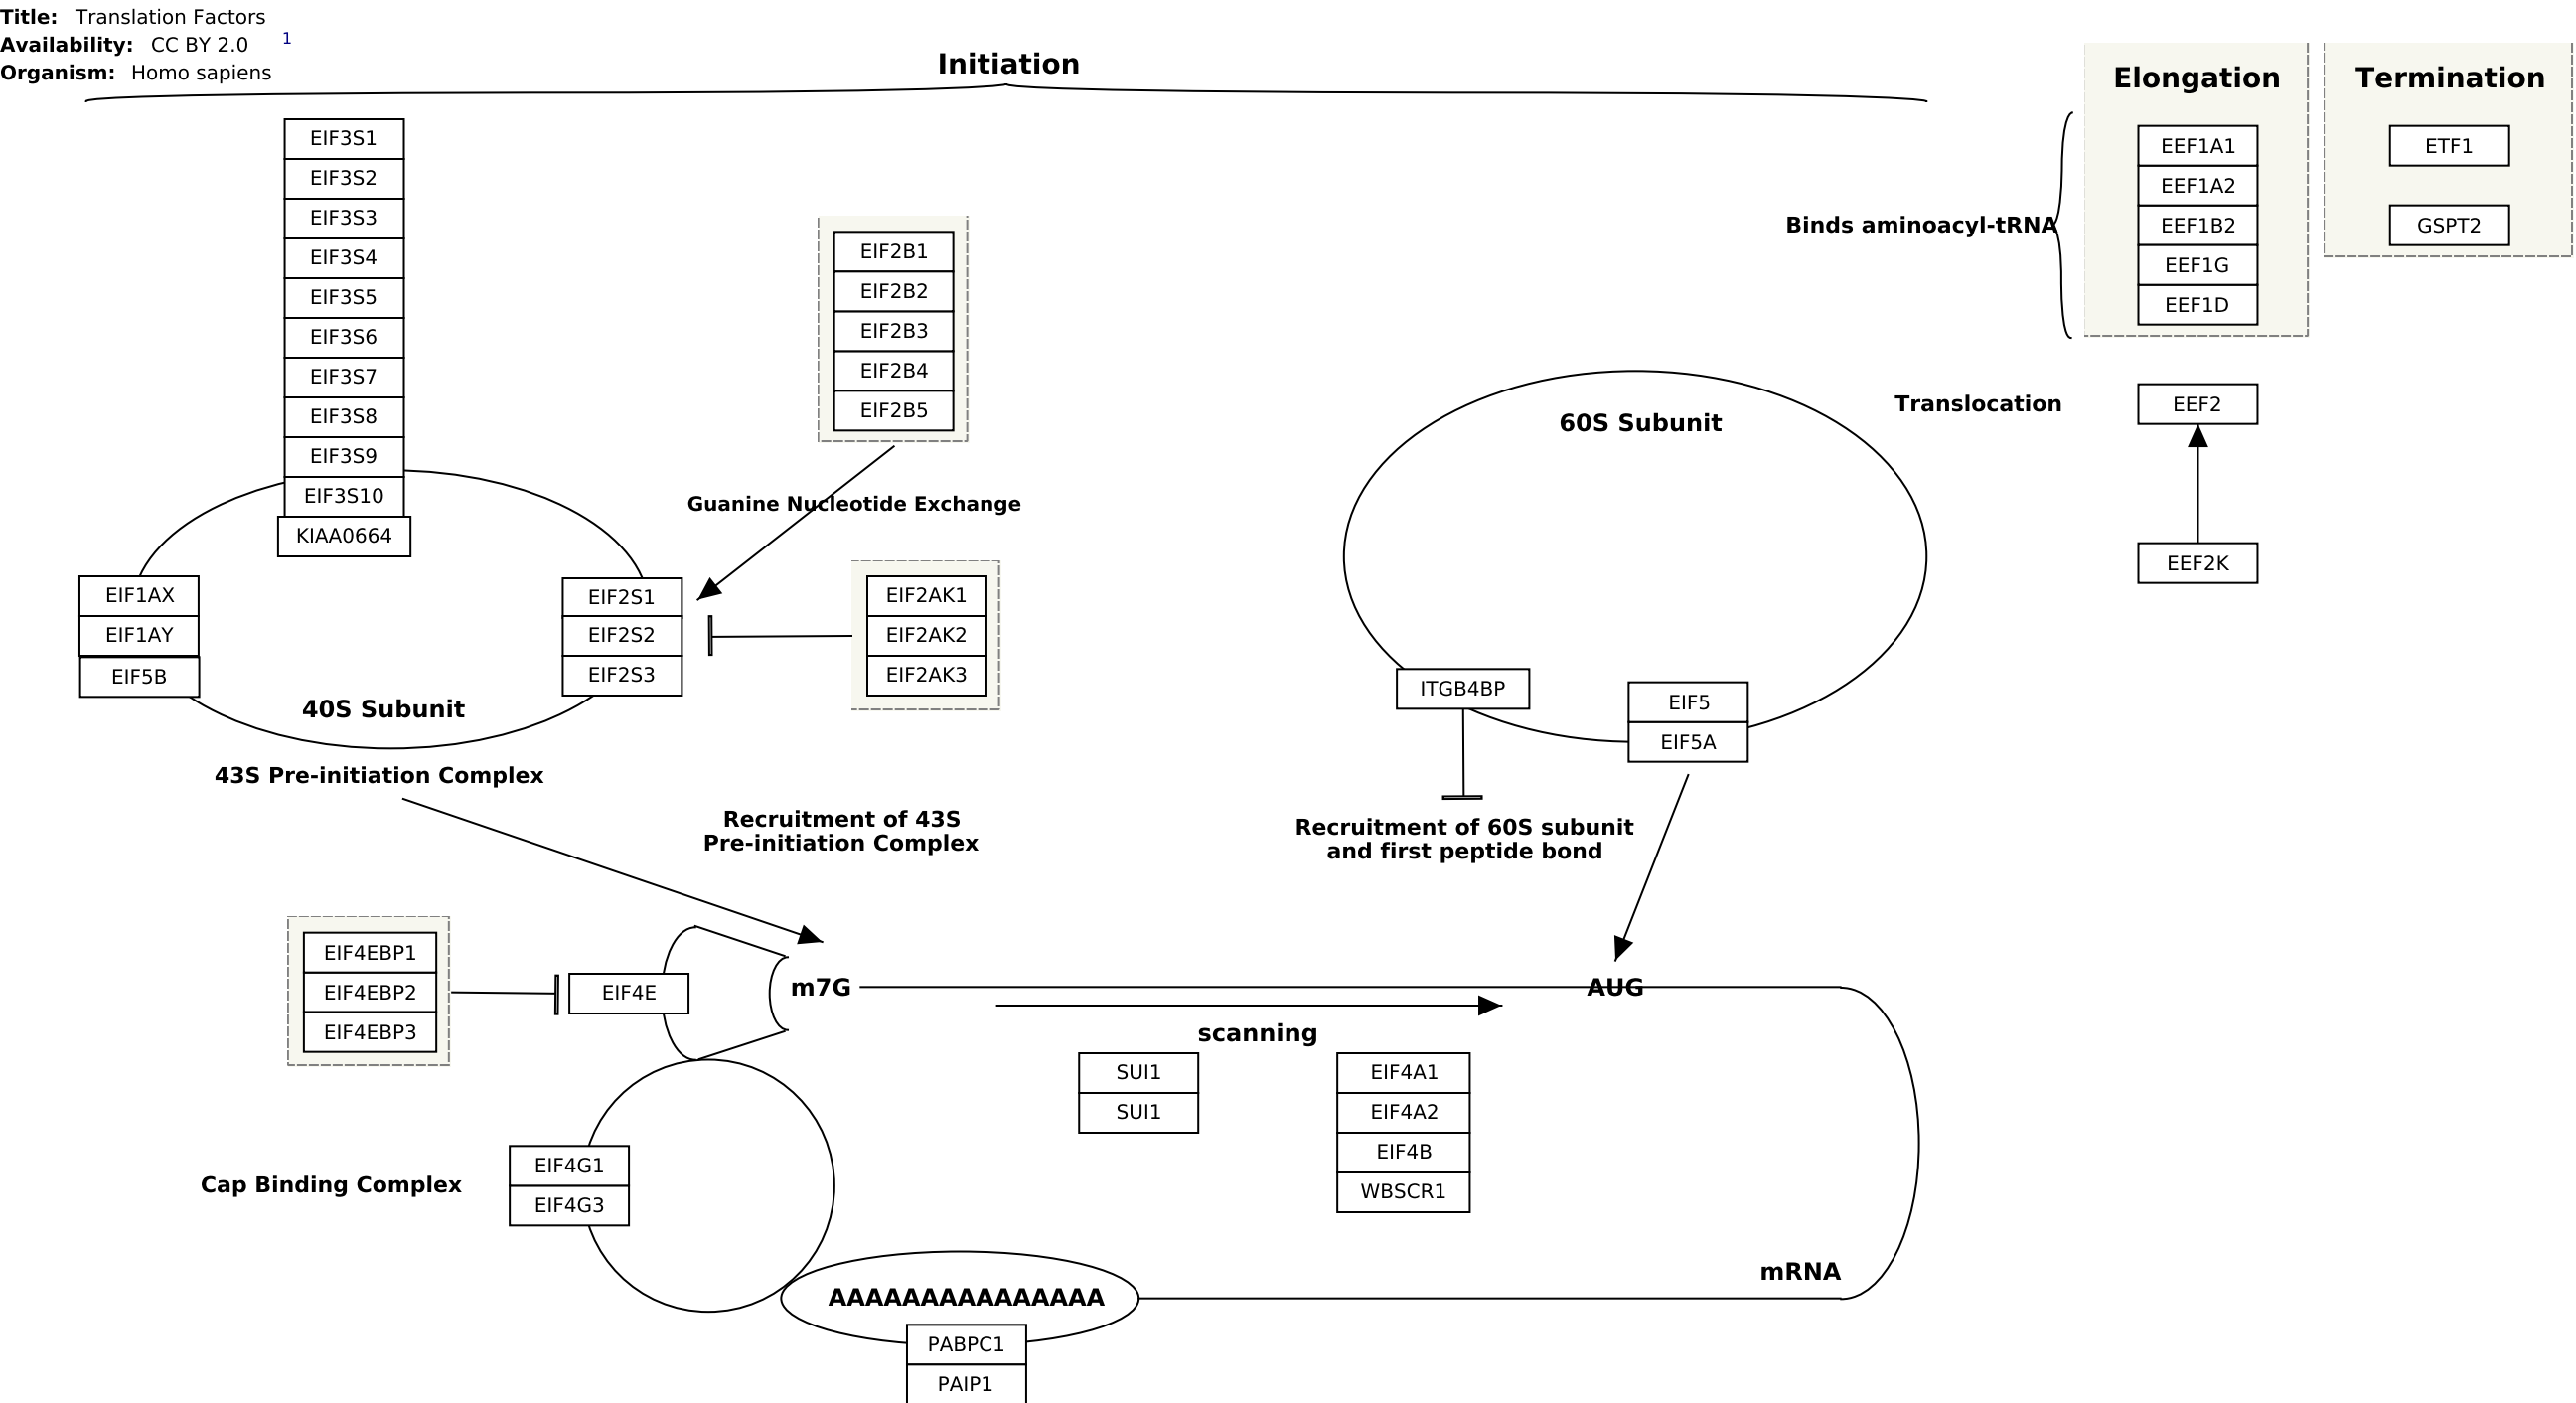 Title: Translation Factors
Availability: CC BY 2.0 1
Organism: Homo sapiens
Initiation
EIF3S1
EIF3S2
EIF3S3
EIF3S4
EIF3S5
EIF3S6
EIF3S7
EIF3S8
EIF3S9
EIF3S10
KIAA0664
EIF1AX
EIF1AY
EIF5B
EIF2S1
EIF2S2
EIF2S3
40S Subunit
43S Pre-initiation Complex
EIF2B1
EIF2B2
EIF2B3
EIF2B4
EIF2B5
Guanine Nucleotide Exchange
EIF2AK1
EIF2AK2
EIF2AK3
Recruitment of 43S
Pre-initiation Complex
60S Subunit
ITGB4BP
EIF5
EIF5A
Recruitment of 60S subunit
and first peptide bond
Elongation
Binds aminoacyl-tRNA
EEF1A1
EEF1A2
EEF1B2
EEF1G
EEF1D
Translocation
EEF2
EEF2K
Termination
ETF1
GSPT2
EIF4EBP1
EIF4EBP2
EIF4EBP3
EIF4E
m7G
AUG
scanning
SUI1
SUI1
EIF4A1
EIF4A2
EIF4B
WBSCR1
Cap Binding Complex
EIF4G1
EIF4G3
mRNA
AAAAAAAAAAAAAAA
PABPC1
PAIP1